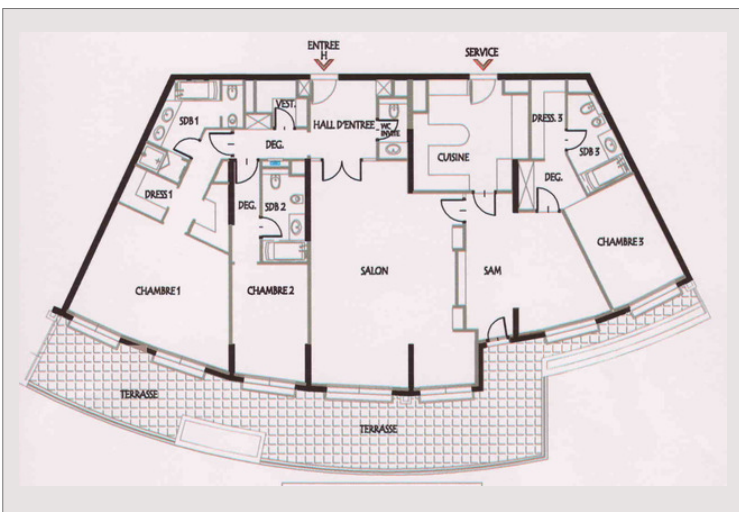 ENTREE
H
SERVICE
VEST.
SDB 1
HALL D'ENTREE
WC
INVITE
DRESS. 3
DEG.
CUISINE
SDB 3
DEG.
DRESS 1
DEG.
SDB 2
CHAMBRE 3
SALON
SAM
CHAMBRE 1
CHAMBRE 2
TERRASSE
TERRASSE